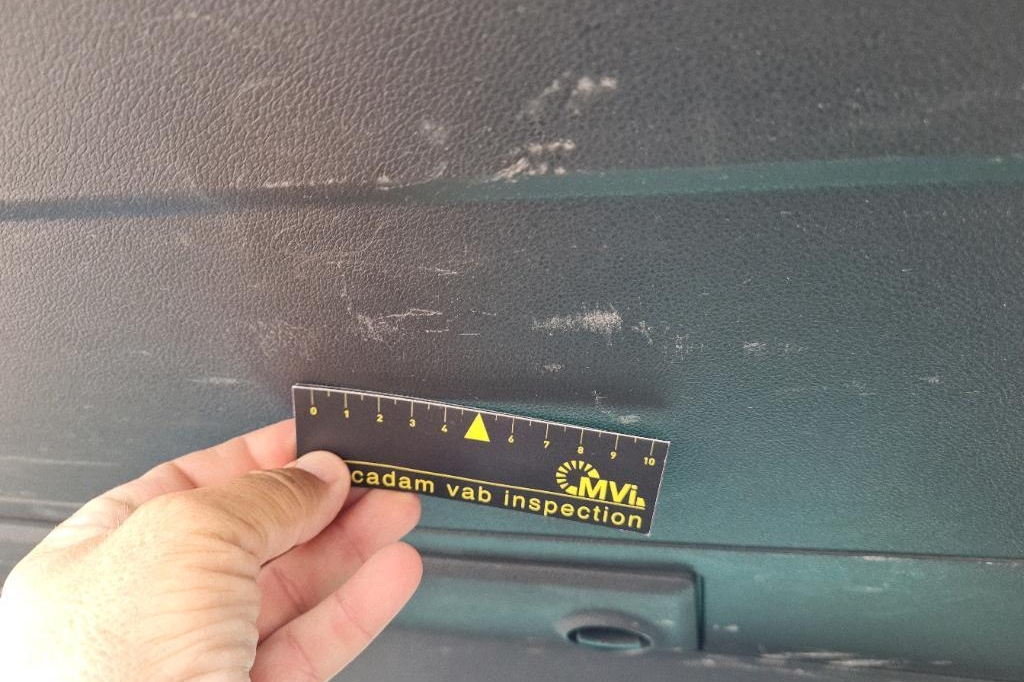 0 1 2 3 4 6 7 8 9 10
MVi
cadam vab inspection